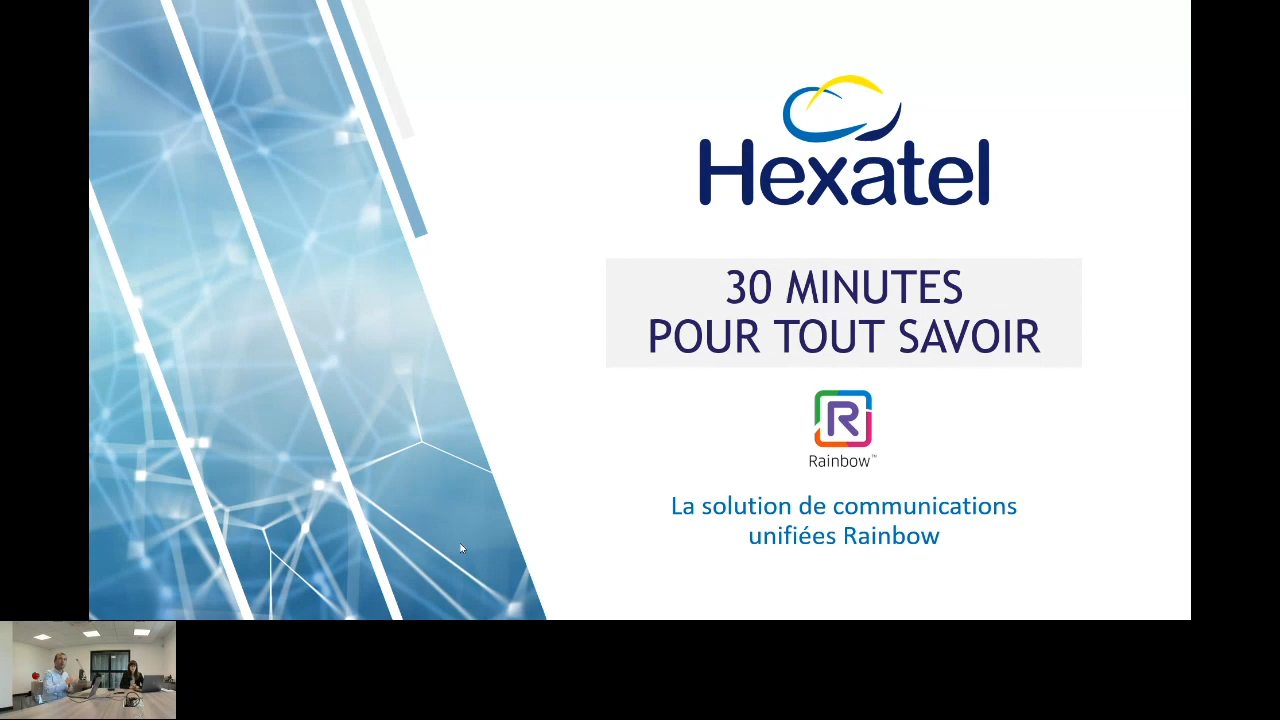 Hexatel
30 MINUTES
POUR TOUT SAVOIR
R
Rainbow™
La solution de communications
unifiées Rainbow